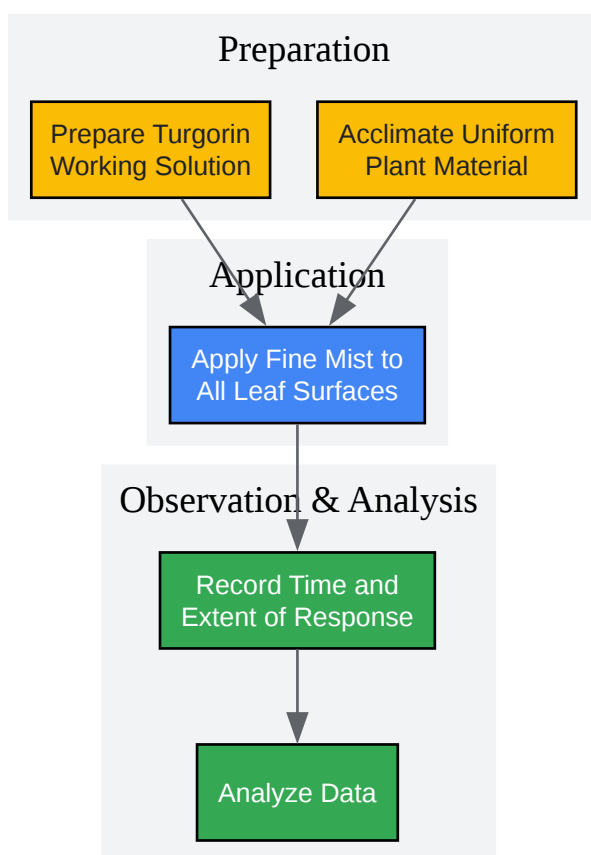 Preparation
Prepare Turgorin
Working Solution
Acclimate Uniform
Plant Material
Application
Apply Fine Mist to
All Leaf Surfaces
Observation & Analysis
Record Time and
Extent of Response
Analyze Data